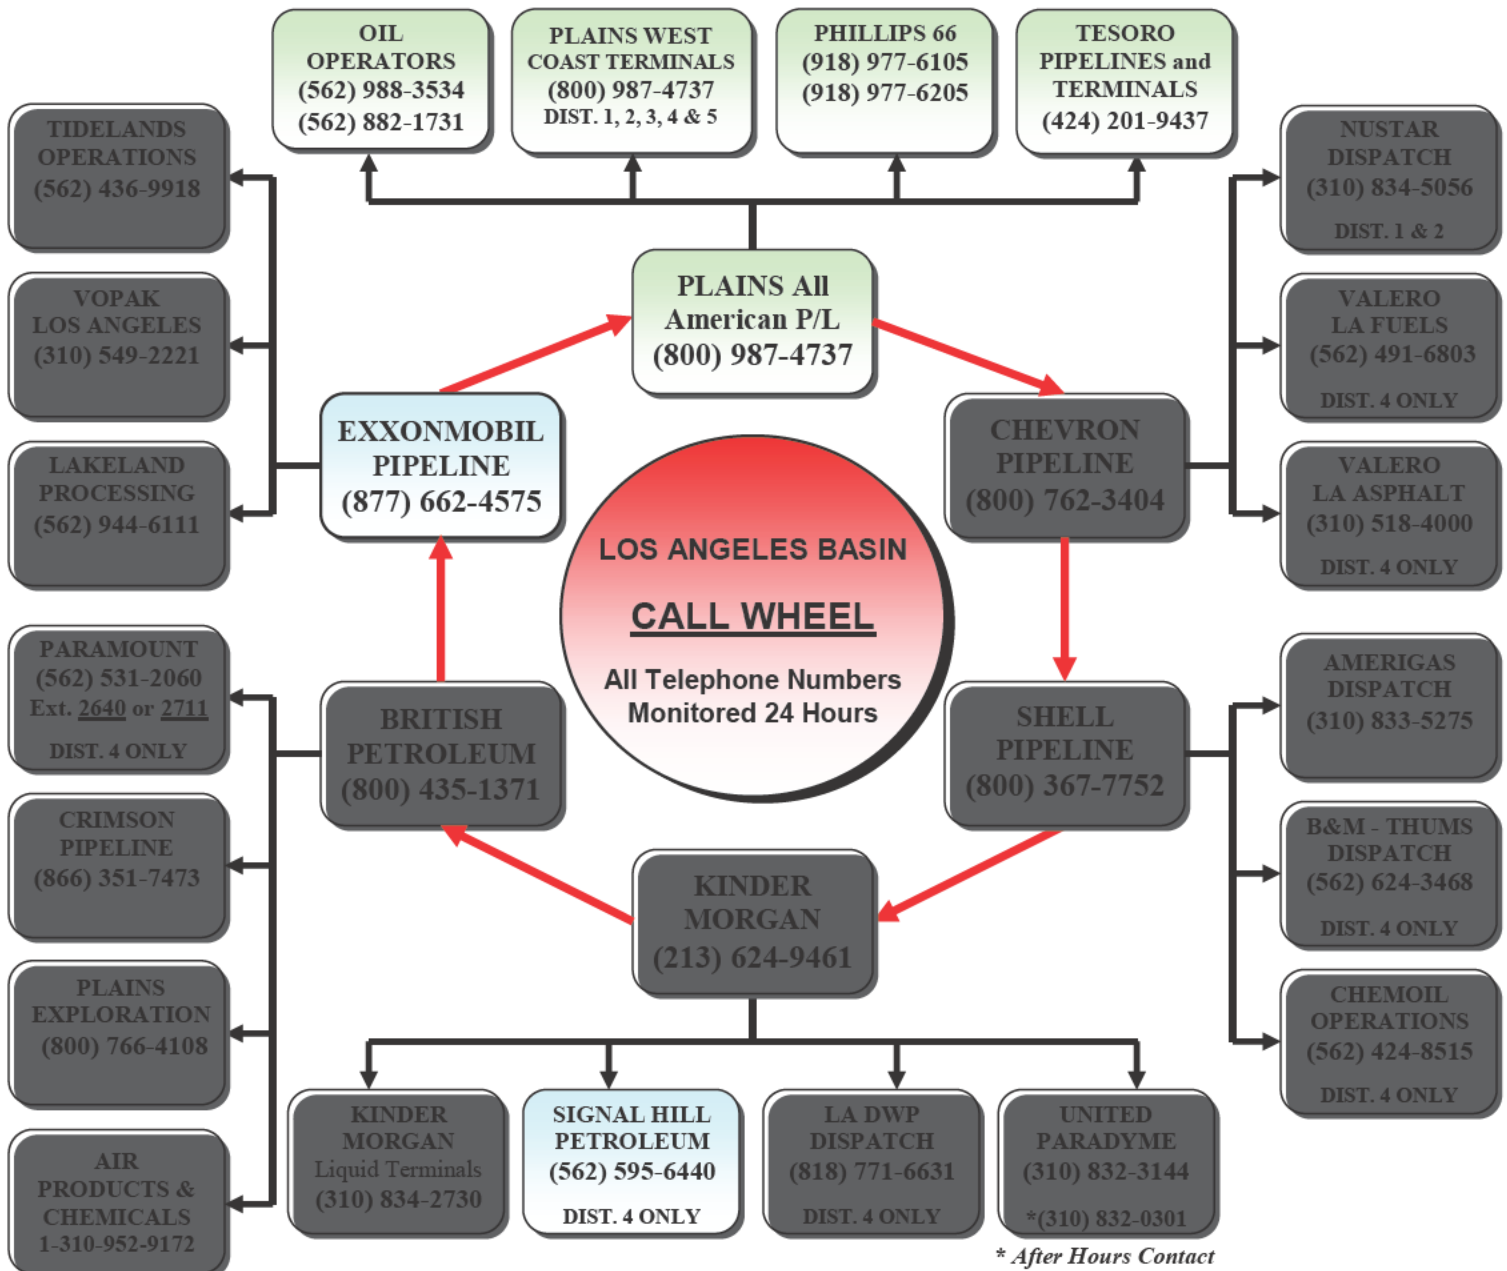 OIL
OPERATORS
(562) 988-3534
(562) 882-1731
PLAINS WEST
COAST TERMINALS
(800) 987-4737
DIST. 1, 2, 3, 4 & 5
PHILLIPS 66
(918) 977-6105
(918) 977-6205
TESORO
PIPELINES and
TERMINALS
(424) 201-9437
TIDELANDS
OPERATIONS
(562) 436-9918
VOPAK
LOS ANGELES
(310) 549-2221
LAKELAND
PROCESSING
(562) 944-6111
PLAINS All
American P/L
(800) 987-4737
NUSTAR
DISPATCH
(310) 834-5056
DIST. 1 & 2
VALERO
LA FUELS
(562) 491-6803
DIST. 4 ONLY
VALERO
LA ASPHALT
(310) 518-4000
DIST. 4 ONLY
EXXONMOBIL
PIPELINE
(877) 662-4575
CHEVRON
PIPELINE
(800) 762-3404
LOS ANGELES BASIN
CALL WHEEL
All Telephone Numbers
Monitored 24 Hours
PARAMOUNT
(562) 531-2060
Ext. 2640 or 2711
DIST. 4 ONLY
CRIMSON
PIPELINE
(866) 351-7473
PLAINS
EXPLORATION
(800) 766-4108
AIR
PRODUCTS &
CHEMICALS
1-310-952-9172
BRITISH
PETROLEUM
(800) 435-1371
SHELL
PIPELINE
(800) 367-7752
AMERIGAS
DISPATCH
(310) 833-5275
B&M - THUMS
DISPATCH
(562) 624-3468
DIST. 4 ONLY
CHEMOIL
OPERATIONS
(562) 424-8515
DIST. 4 ONLY
KINDER
MORGAN
(213) 624-9461
KINDER
MORGAN
Liquid Terminals
(310) 834-2730
SIGNAL HILL
PETROLEUM
(562) 595-6440
DIST. 4 ONLY
LA DWP
DISPATCH
(818) 771-6631
DIST. 4 ONLY
UNITED
PARADYME
(310) 832-3144
*(310) 832-0301
* After Hours Contact